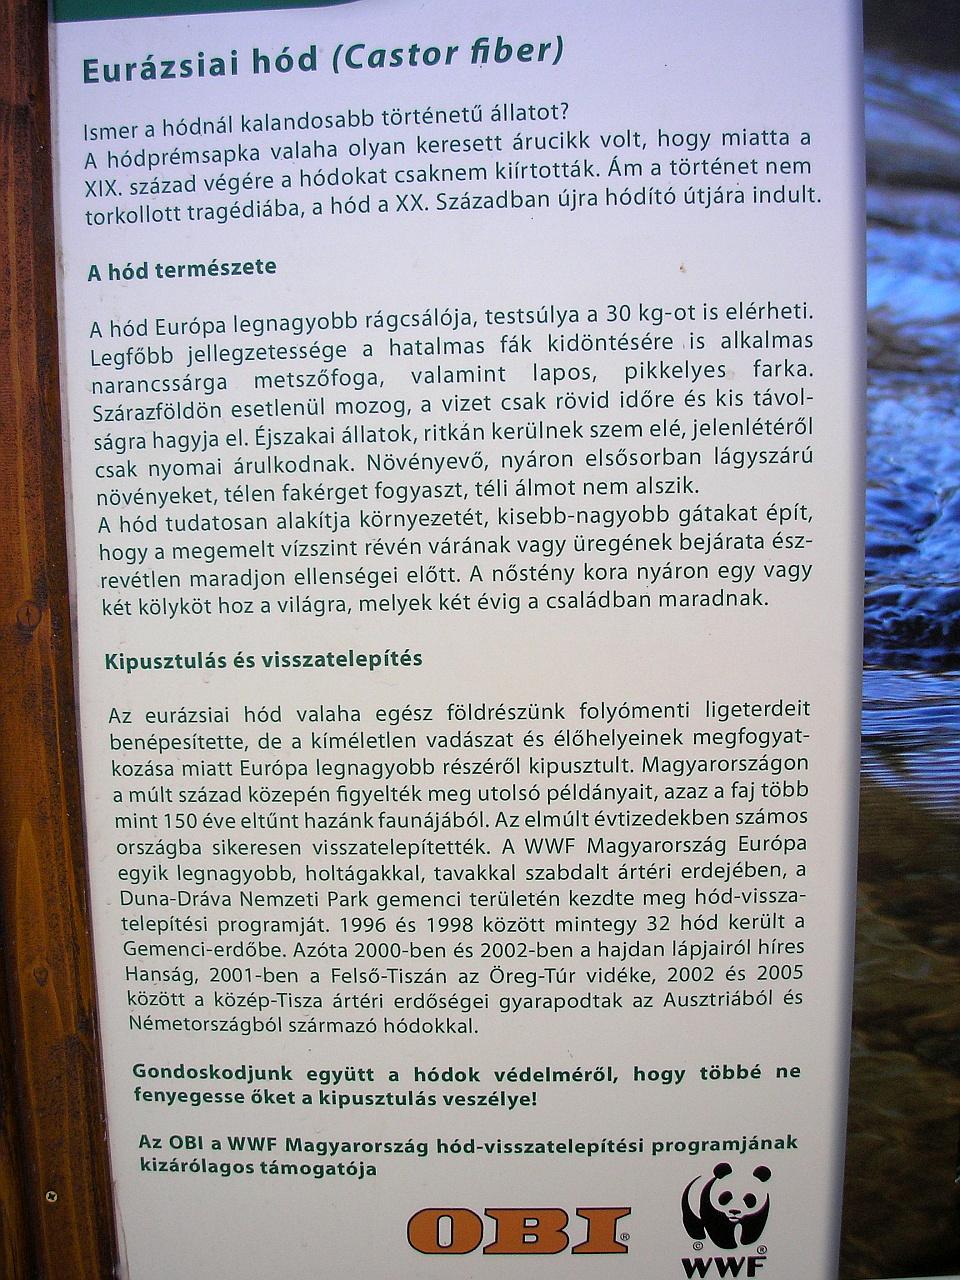 Eurázsiai hód (Castor fiber)
Ismer a hódnál kalandosabb történetű állatot?
A hódprémsapka valaha olyan keresett árucikk volt, hogy miatta a
XIX. század végére a hódokat csaknem kiírtották. Ám a történet nem
torkollott tragédiába, a hód a XX. Században újra hódító útjára indult.
A hód természete
A hód Európa legnagyobb rágcsálója, testsúlya a 30 kg-ot is elérheti.
Legfőbb jellegzetessége a hatalmas fák kidöntésére is alkalmas
narancssárga metszőfoga, valamint lapos, pikkelyes farka.
Szárazföldön esetlenül mozog, a vizet csak rövid időre és kis távol-
ságra hagyja el. Éjszakai állatok, ritkán kerülnek szem elé, jelenlétéről
csak nyomai árulkodnak. Növényevő, nyáron elsősorban lágyszárú
növényeket, télen fakérget fogyaszt, téli álmot nem alszik.
A hód tudatosan alakítja környezetét, kisebb-nagyobb gátakat épít,
hogy a megemelt vízszint révén várának vagy üregének bejárata ész-
revétlen maradjon ellenségei előtt. A nőstény kora nyáron egy vagy
két kölyköt hoz a világra, melyek két évig a családban maradnak.
Kipusztulás és visszatelepítés
Az eurázsiai hód valaha egész földrészünk folyómenti ligeterdeit
benépesítette, de a kíméletlen vadászat és élőhelyeinek megfogyat-
kozása miatt Európa legnagyobb részéről kipusztult. Magyarországon
a múlt század közepén figyelték meg utolsó példányait, azaz a faj több
mint 150 éve eltűnt hazánk faunájából. Az elmúlt évtizedekben számos
országba sikeresen visszatelepítették. A WWF Magyarország Európa
egyik legnagyobb, holtágakkal, tavakkal szabdalt ártéri erdejében, a
Duna-Dráva Nemzeti Park gemenci területén kezdte meg hód-vissza-
telepítési programját. 1996 és 1998 között mintegy 32 hód került a
Gemenci-erdőbe. Azóta 2000-ben és 2002-ben a hajdan lápjairól híres
Hanság, 2001-ben a Felső-Tiszán az Öreg-Túr vidéke, 2002 és 2005
között a közép-Tisza ártéri erdőségei gyarapodtak az Ausztriából és
Németországból származó hódokkal.
Gondoskodjunk együtt a hódok védelméről, hogy többé ne
fenyegesse őket a kipusztulás veszélye!
Az OBI a WWF Magyarország hód-visszatelepítési programjának
kizárólagos támogatója
OBI®
© ®
WWF